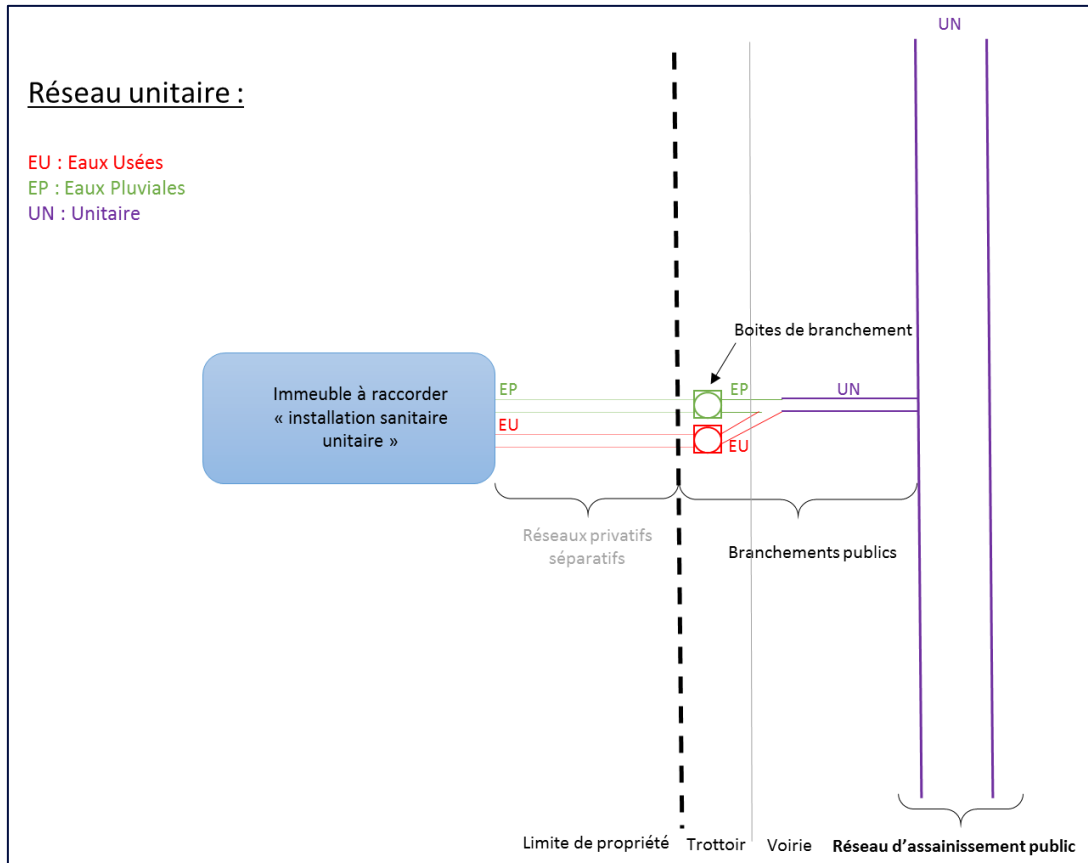 UN
Réseau unitaire :
EU : Eaux Usées
EP : Eaux Pluviales
UN : Unitaire
Boites de branchement
Immeuble à raccorder
« installation sanitaire
unitaire »
EP
EP
UN
EU
EU
Réseaux privatifs
séparatifs
Branchements publics
Limite de propriété
Trottoir
Voirie
Réseau d'assainissement public